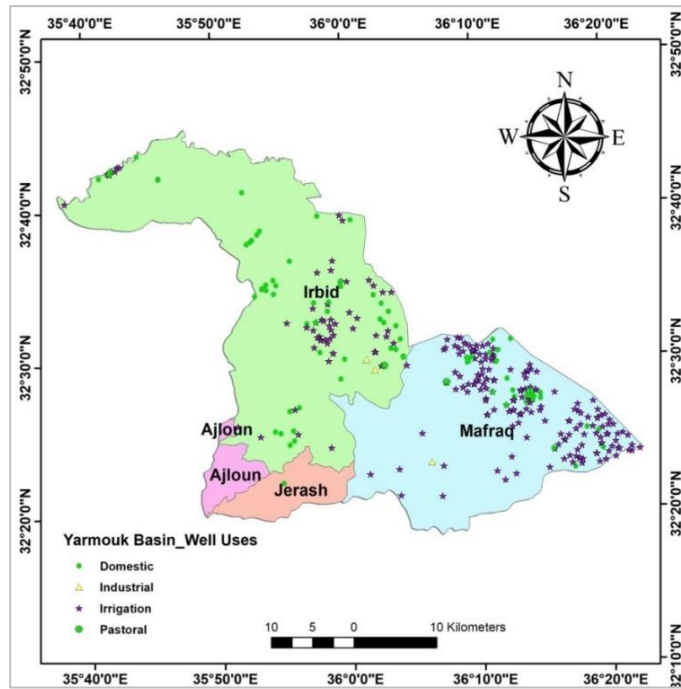 35°40'0"E 35°50'0"E 36°0'0"E 36°10'0"E 36°20'0"E
32°50'0"N 32°50'0"N
N
W E
S
32°40'0"N 32°40'0"N
Irbid
32°30'0"N 32°30'0"N
Ajloun Mafraq
Ajloun
Jerash
32°20'0"N 32°20'0"N
Yarmouk Basin_Well Uses
Domestic
Industrial
Irrigation
Pastoral
10 5 0 10 Kilometers
32°10'0"N
35°40'0"E 35°50'0"E 36°0'0"E 36°10'0"E 36°20'0"E